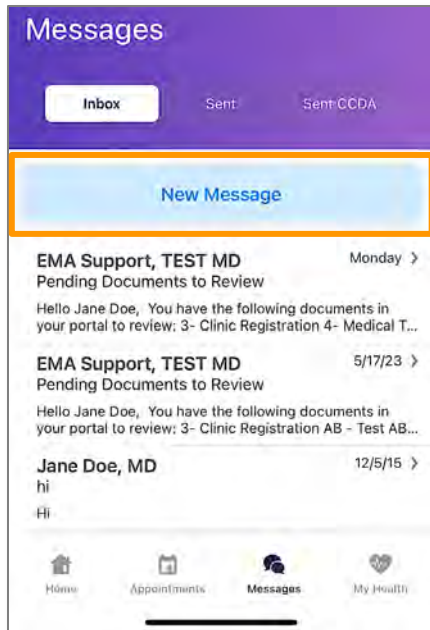 Messages
Inbox Sent Sent CCDA
New Message
EMA Support, TEST MD Monday >
Pending Documents to Review
Hello Jane Doe, You have the following documents in
your portal to review: 3- Clinic Registration 4- Medical T...
EMA Support, TEST MD 5/17/23 >
Pending Documents to Review
Hello Jane Doe, You have the following documents in
your portal to review: 3- Clinic Registration AB - Test AB...
Jane Doe, MD 12/5/15 >
hi
Hi
Home Appointments Messages My Health